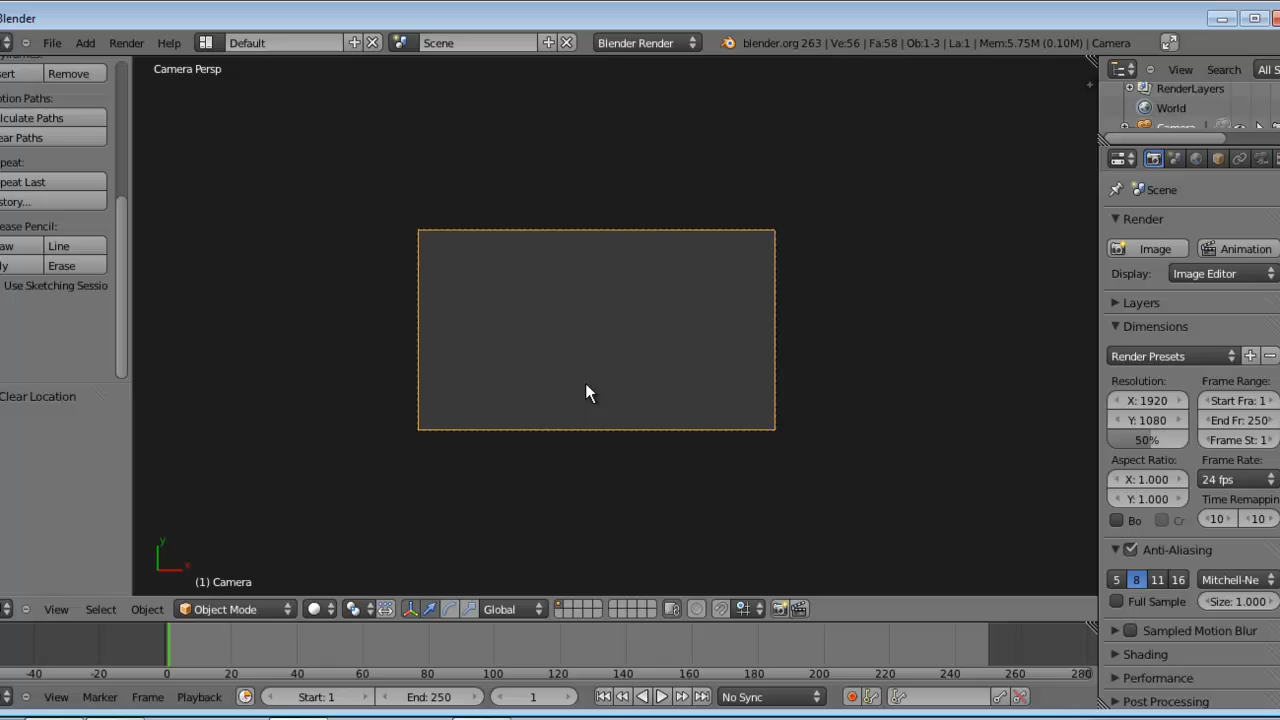 Blender
File Add Render Help Default Scene Blender Render blender.org 263 | Ve:56 | Fa:58 | Ob:1-3 | La:1 | Mem:5.75M (0.10M) | Camera
Camera Persp
View Search All S
RenderLayers
World
Camera
Remove
Scene
Render
Image Animation
Display: Image Editor
Layers
Dimensions
Render Presets
Resolution: Frame Range:
X: 1920 Start Fra: 1
Y: 1080 End Fr: 250
50% Frame St: 1
Aspect Ratio: Frame Rate:
X: 1.000 24 fps
Y: 1.000 Time Remappin
Bo Cr 10 10
Anti-Aliasing
5 8 11 16 Mitchell-Ne
Full Sample Size: 1.000
Sampled Motion Blur
Shading
Performance
Post Processing
otion Paths:
lculate Paths
ear Paths
peat:
peat Last
story...
ease Pencil:
aw Line
ly Erase
Use Sketching Sessio
Clear Location
y
x
(1) Camera
View Select Object Object Mode Global
-40 -20 0 20 40 60 80 100 120 140 160 180 200 220 240 260 280
View Marker Frame Playback Start: 1 End: 250 1 No Sync